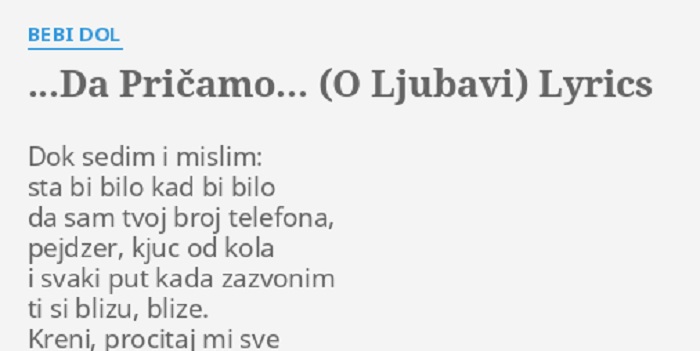 BEBI DOL
...Da Pričamo... (O Ljubavi) Lyrics
Dok sedim i mislim:
sta bi bilo kad bi bilo
da sam tvoj broj telefona,
pejdzer, kjuc od kola
i svaki put kada zazvonim
ti si blizu, blize.
Kreni, procitaj mi sve